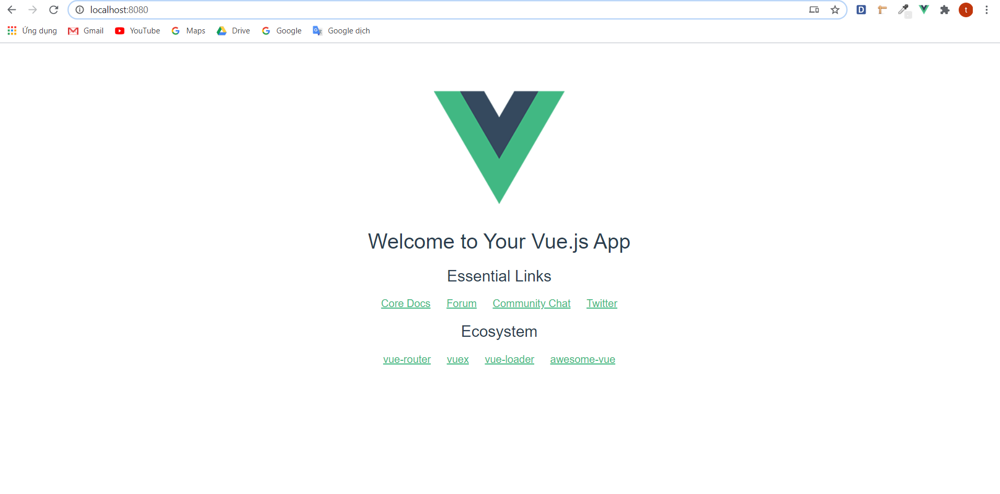 localhost:8080
D
t
Ứng dụng Gmail YouTube Maps Drive Google Google dịch
Welcome to Your Vue.js App
Essential Links
Core Docs Forum Community Chat Twitter
Ecosystem
vue-router vuex vue-loader awesome-vue